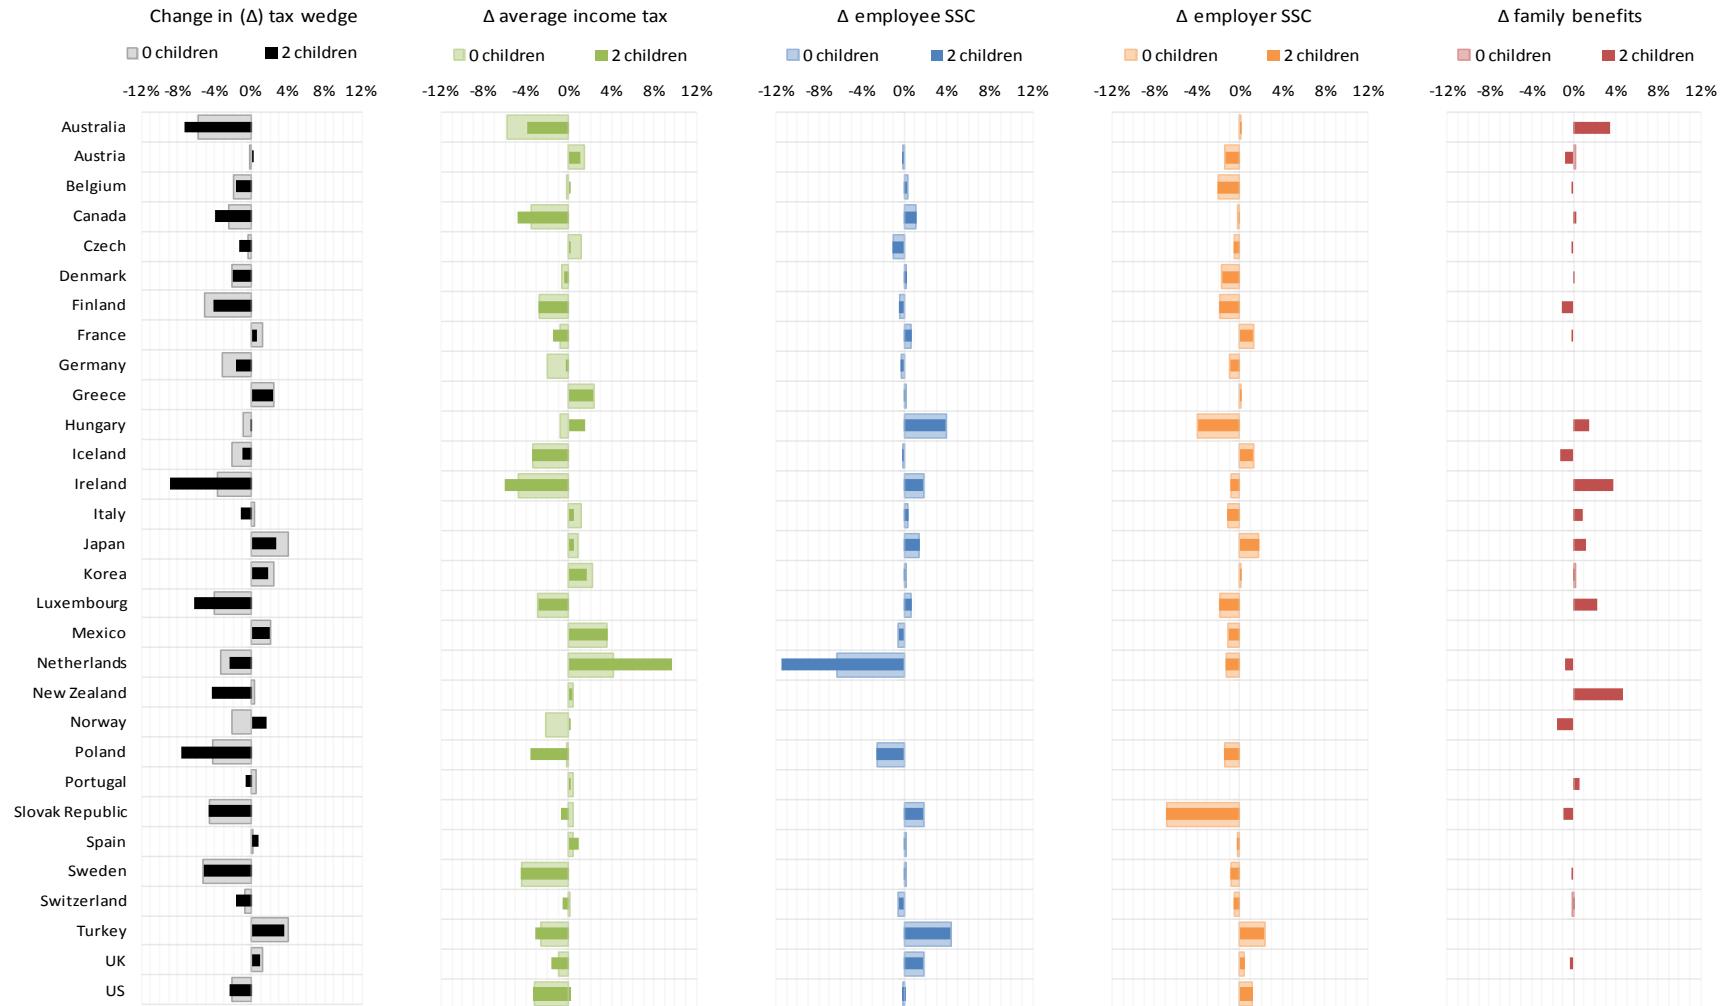 Change in (Δ) tax wedge
Δ average income tax
Δ employee SSC
Δ employer SSC
Δ family benefits
0 children 2 children
0 children 2 children
0 children 2 children
0 children 2 children
0 children 2 children
-12% -8% -4% 0% 4% 8% 12%
-12% -8% -4% 0% 4% 8% 12%
-12% -8% -4% 0% 4% 8% 12%
-12% -8% -4% 0% 4% 8% 12%
-12% -8% -4% 0% 4% 8% 12%
Australia
Austria
Belgium
Canada
Czech
Denmark
Finland
France
Germany
Greece
Hungary
Iceland
Ireland
Italy
Japan
Korea
Luxembourg
Mexico
Netherlands
New Zealand
Norway
Poland
Portugal
Slovak Republic
Spain
Sweden
Switzerland
Turkey
UK
US